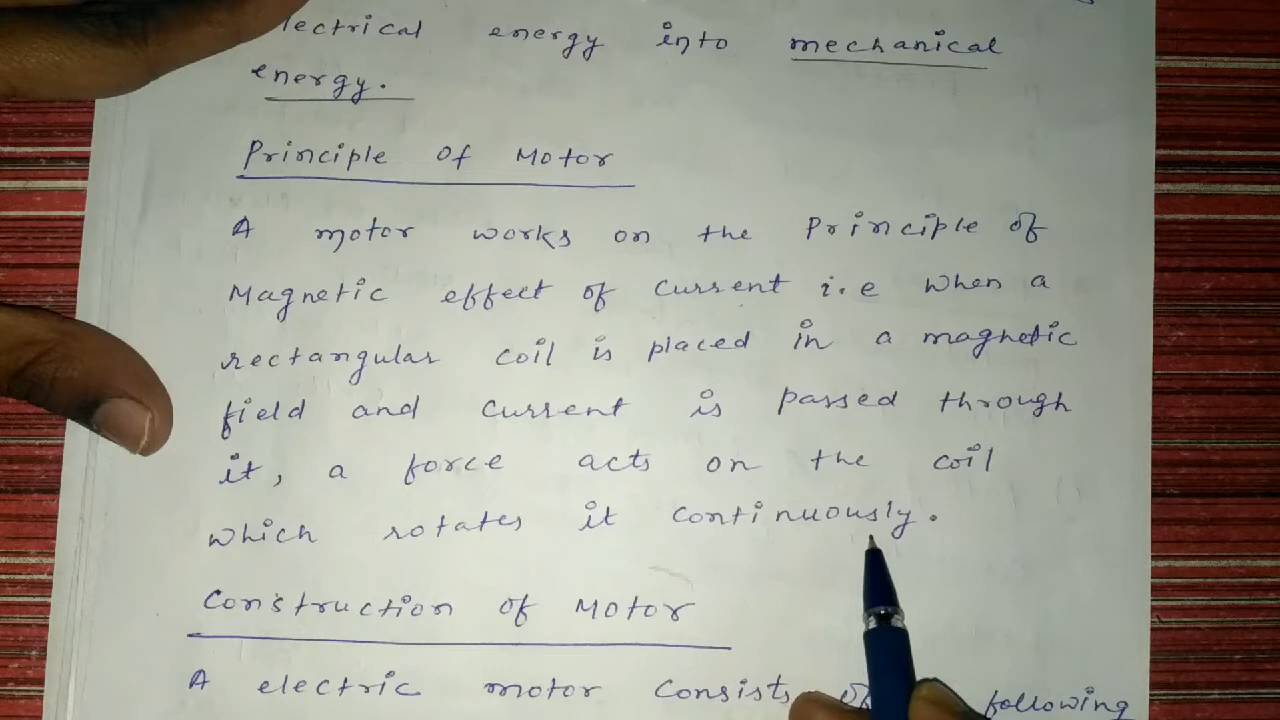 lectrical energy into mechanical
energy.
Principle of Motor
A motor works on the Principle of
Magnetic effect of current i.e when a
rectangular coil is placed in a magnetic
field and current is passed through
it, a force acts on the coil
which rotates it continuously.
Construction of Motor
A electric motor consists of following